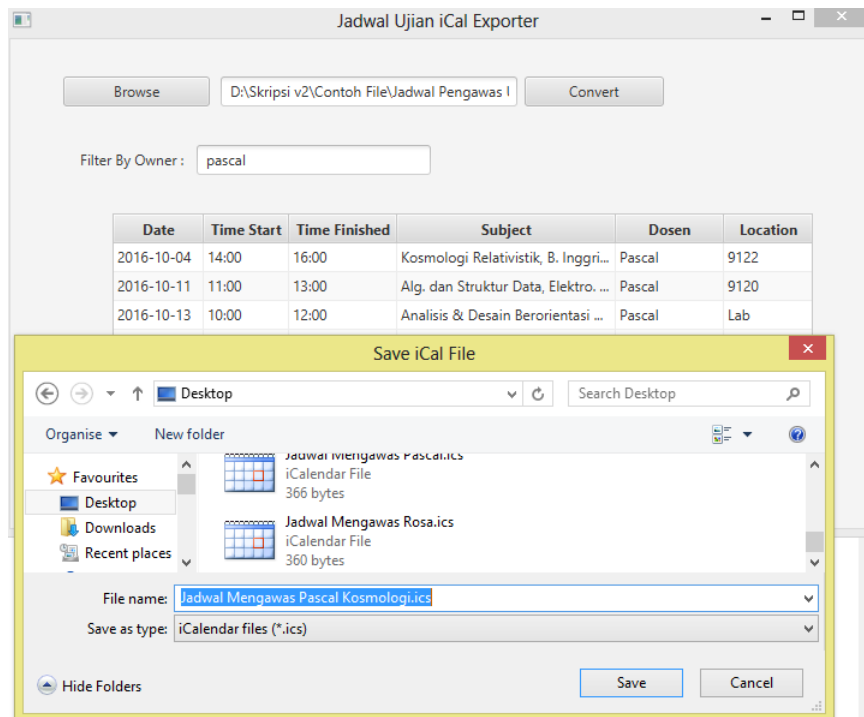 Jadwal Ujian iCal Exporter
Browse D:\Skripsi v2\Contoh File\Jadwal Pengawas Convert
Filter By Owner : pascal
Date Time Start Time Finished Subject Dosen Location
2016-10-04 14:00 16:00 Kosmologi Relativistik, B. Inggri... Pascal 9122
2016-10-11 11:00 13:00 Alg. dan Struktur Data, Elektro. ... Pascal 9120
2016-10-13 10:00 12:00 Analisis & Desain Berorientasi ... Pascal Lab
Save iCal File
Desktop Search Desktop
Organise New folder
Jadwal Mengawas Pascal.ics
iCalendar File
366 bytes
Jadwal Mengawas Rosa.ics
iCalendar File
360 bytes
Favourites
Desktop
Downloads
Recent places
File name: Jadwal Mengawas Pascal Kosmologi.ics
Save as type: iCalendar files (*.ics)
Hide Folders Save Cancel